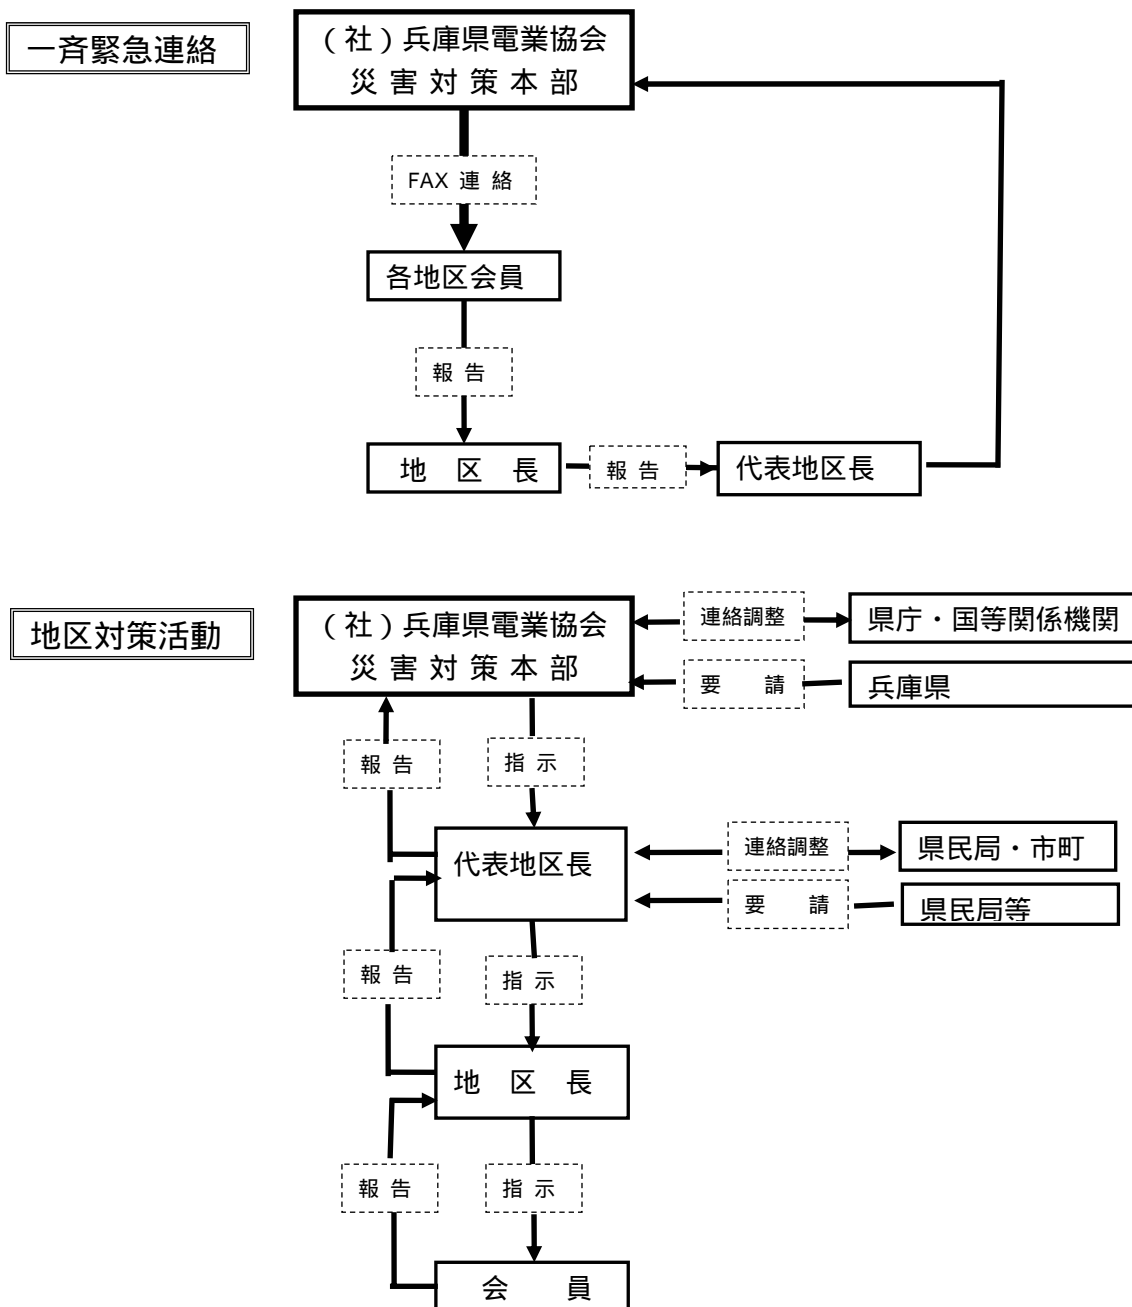 一斉緊急連絡
（社）兵庫県電業協会
災害対策本部
FAX 連 絡
各地区会員
報 告
地　区　長
報 告
代表地区長
地区対策活動
（社）兵庫県電業協会
災害対策本部
連絡調整
県庁・国等関係機関
要　　請
兵庫県
報 告
指 示
代表地区長
連絡調整
県民局・市町
要　　請
県民局等
報 告
指 示
地　区　長
報 告
指 示
会　　員